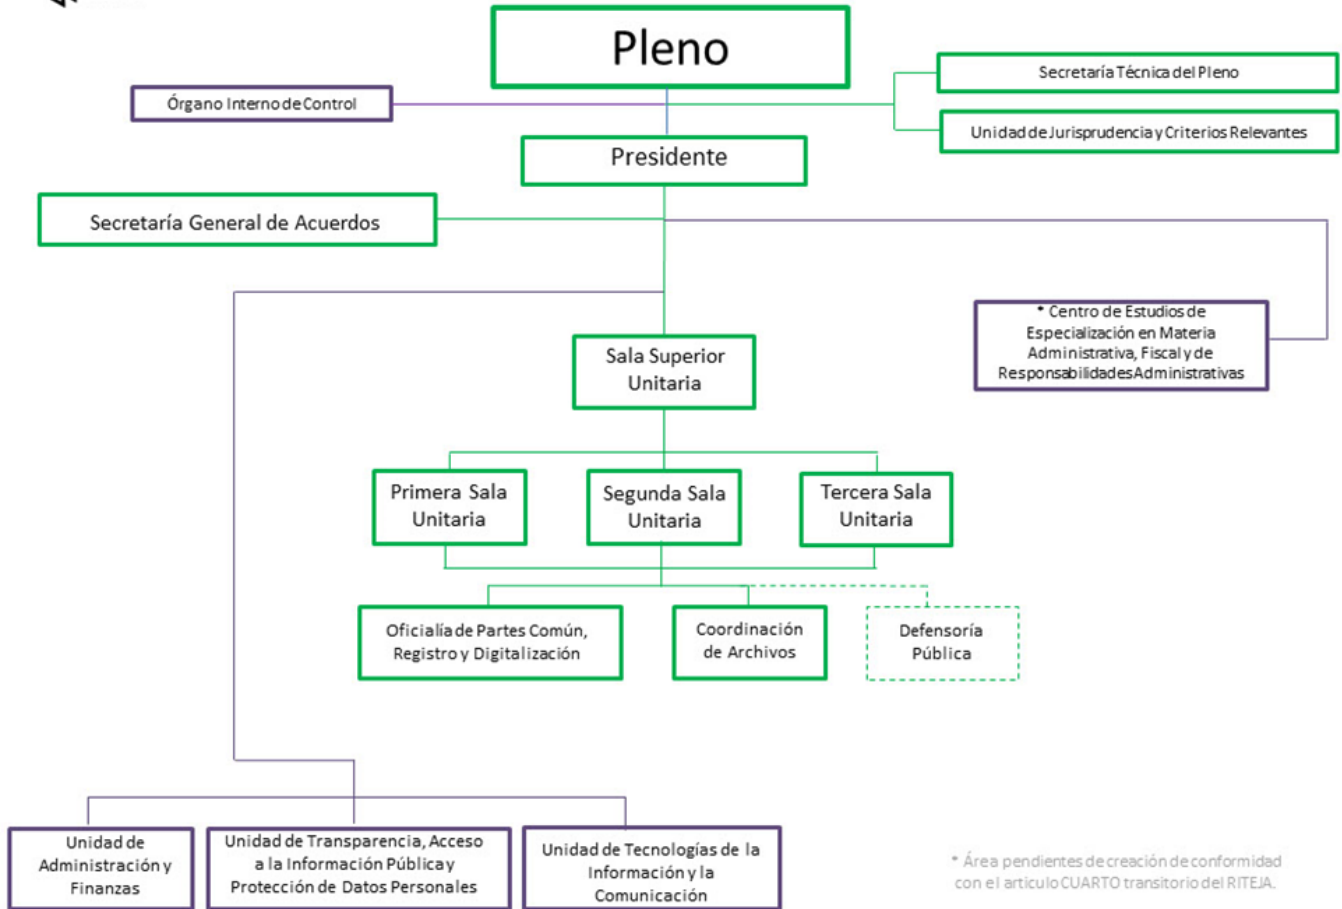 Pleno
Secretaría Técnica del Pleno
Órgano Interno de Control
Unidad de Jurisprudencia y Criterios Relevantes
Presidente
Secretaría General de Acuerdos
* Centro de Estudios de
Especialización en Materia
Administrativa, Fiscal y de
Responsabilidades Administrativas
Sala Superior
Unitaria
Primera Sala
Unitaria
Segunda Sala
Unitaria
Tercera Sala
Unitaria
Oficialía de Partes Común,
Registro y Digitalización
Coordinación
de Archivos
Defensoría
Pública
Unidad de
Administración y
Finanzas
Unidad de Transparencia, Acceso
a la Información Pública y
Protección de Datos Personales
Unidad de Tecnologías de la
Información y la
Comunicación
* Área pendientes de creación de conformidad
con el articulo CUARTO transitorio del RITEJA.